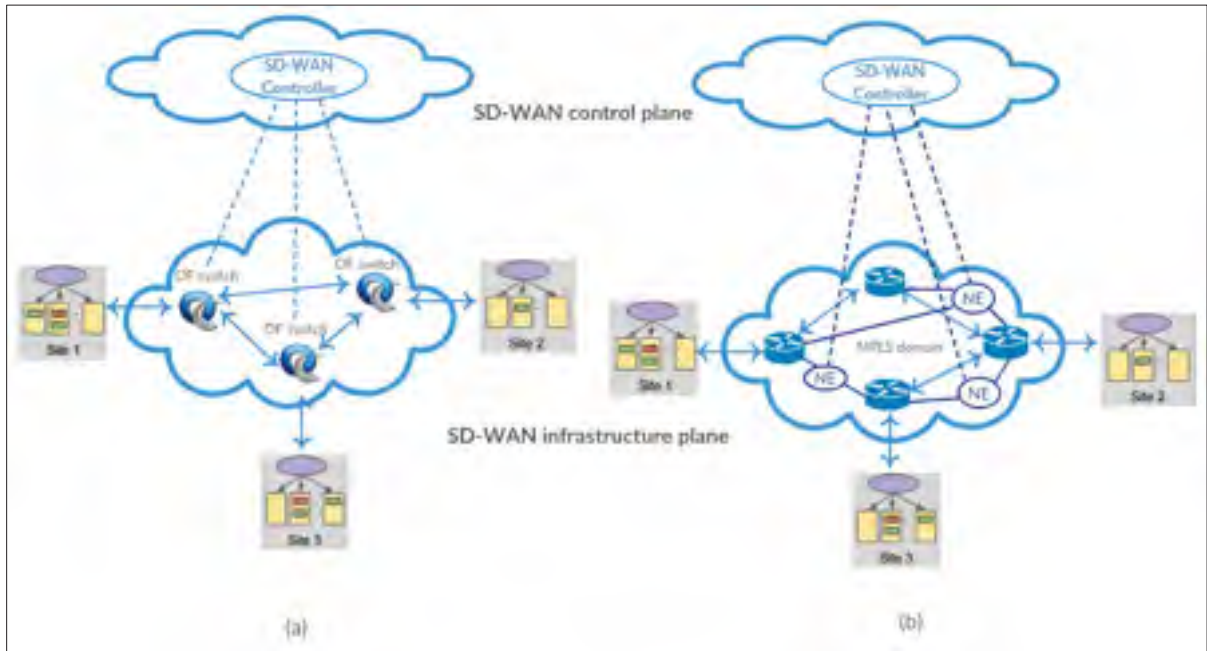 SD-WAN
Controller
SD-WAN
Controller
SD-WAN control plane
OF switch
OF switch
OF switch
Site 1
Site 2
SD-WAN infrastructure plane
Site 3
NE
MPLS domain
NE
NE
Site 1
Site 2
Site 3
(a)
(b)